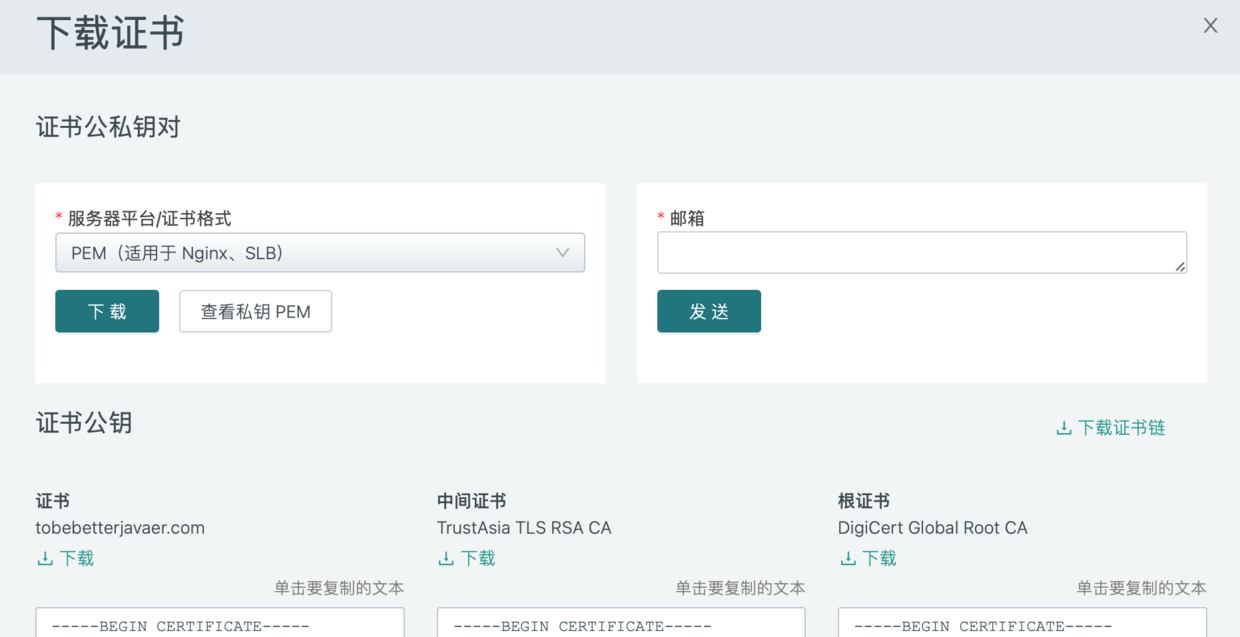 下载证书
证书公私钥对
* 服务器平台/证书格式
PEM（适用于 Nginx、SLB）
下 载
查看私钥 PEM
* 邮箱
发 送
证书公钥
下载证书链
证书
tobebetterjavaer.com
下载
单击要复制的文本
-----BEGIN CERTIFICATE-----
中间证书
TrustAsia TLS RSA CA
下载
单击要复制的文本
-----BEGIN CERTIFICATE-----
根证书
DigiCert Global Root CA
下载
单击要复制的文本
-----BEGIN CERTIFICATE-----